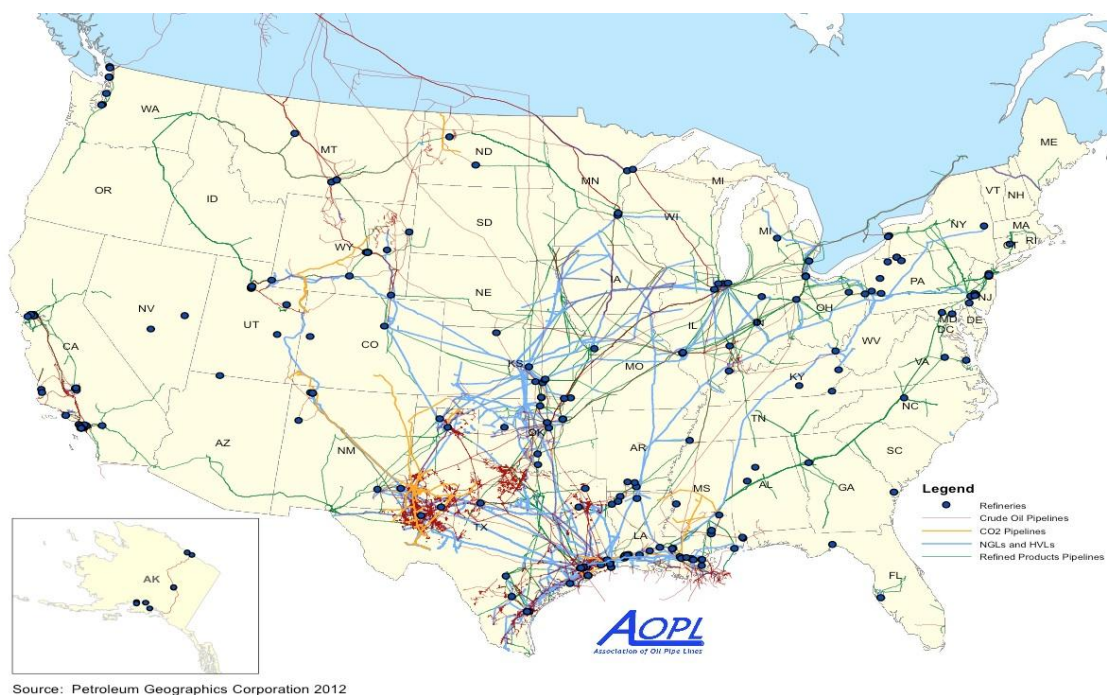 WA
MT
ND
ME
OR
ID
MN
MI
VT
NH
SD
WI
MI
NY
MA
RI
CT
WY
IA
PA
NE
NJ
OH
NV
UT
IL
IN
MD
DE
DC
CO
WV
CA
KS
MO
VA
KY
NC
TN
OK
AZ
NM
AR
SC
MS
AL
GA
TX
LA
FL
AK
Legend
Refineries
Crude Oil Pipelines
CO2 Pipelines
NGLs and HVLs
Refined Products Pipelines
AOPL
Association of Oil Pipe Lines
Source: Petroleum Geographics Corporation 2012